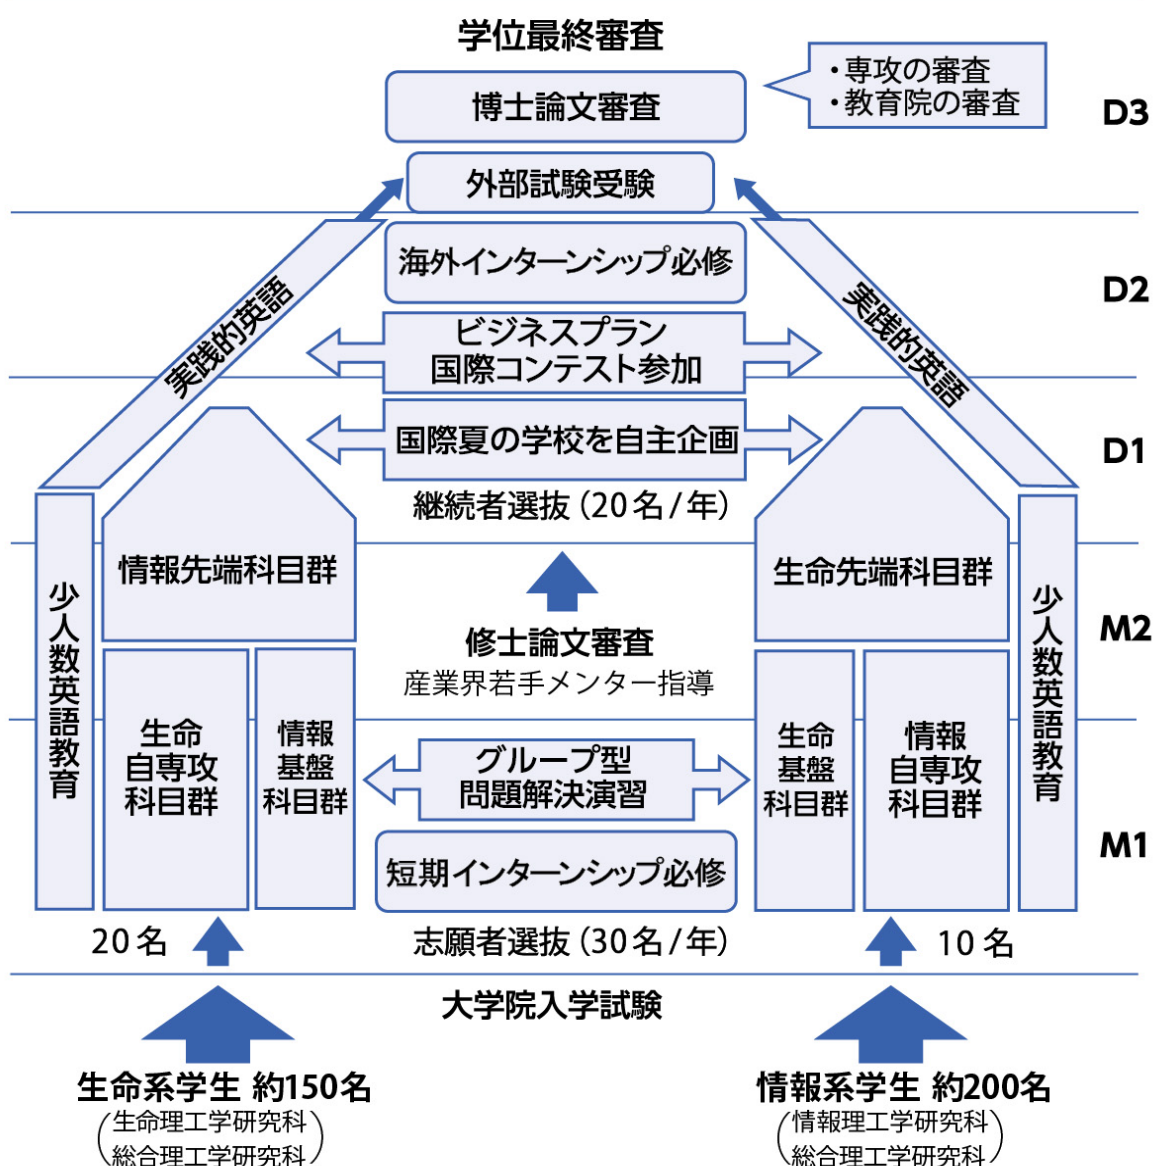 学位最終審査
・専攻の審査
・教育院の審査
博士論文審査
D3
外部試験受験
海外インターンシップ必修
D2
実践的英語
実践的英語
ビジネスプラン
国際コンテスト参加
国際夏の学校を自主企画
D1
継続者選抜（20名/年）
情報先端科目群
生命先端科目群
少人数英語教育
少人数英語教育
M2
修士論文審査
産業界若手メンター指導
生命
自専攻
科目群
情報
基盤
科目群
グループ型
問題解決演習
生命
基盤
科目群
情報
自専攻
科目群
M1
短期インターンシップ必修
20名
志願者選抜（30名/年）
10名
大学院入学試験
生命系学生 約150名
（生命理工学研究科
総合理工学研究科）
情報系学生 約200名
（情報理工学研究科
総合理工学研究科）